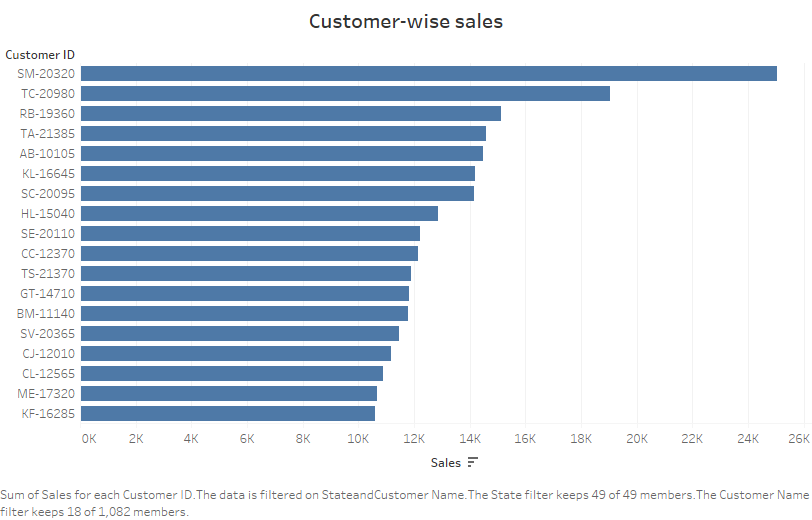 Customer-wise sales
Customer ID
SM-20320
TC-20980
RB-19360
TA-21385
AB-10105
KL-16645
SC-20095
HL-15040
SE-20110
CC-12370
TS-21370
GT-14710
BM-11140
SV-20365
CJ-12010
CL-12565
ME-17320
KF-16285
0K 2K 4K 6K 8K 10K 12K 14K 16K 18K 20K 22K 24K 26K
Sales
Sum of Sales for each Customer ID.The data is filtered on StateandCustomer Name.The State filter keeps 49 of 49 members.The Customer Name
filter keeps 18 of 1,082 members.